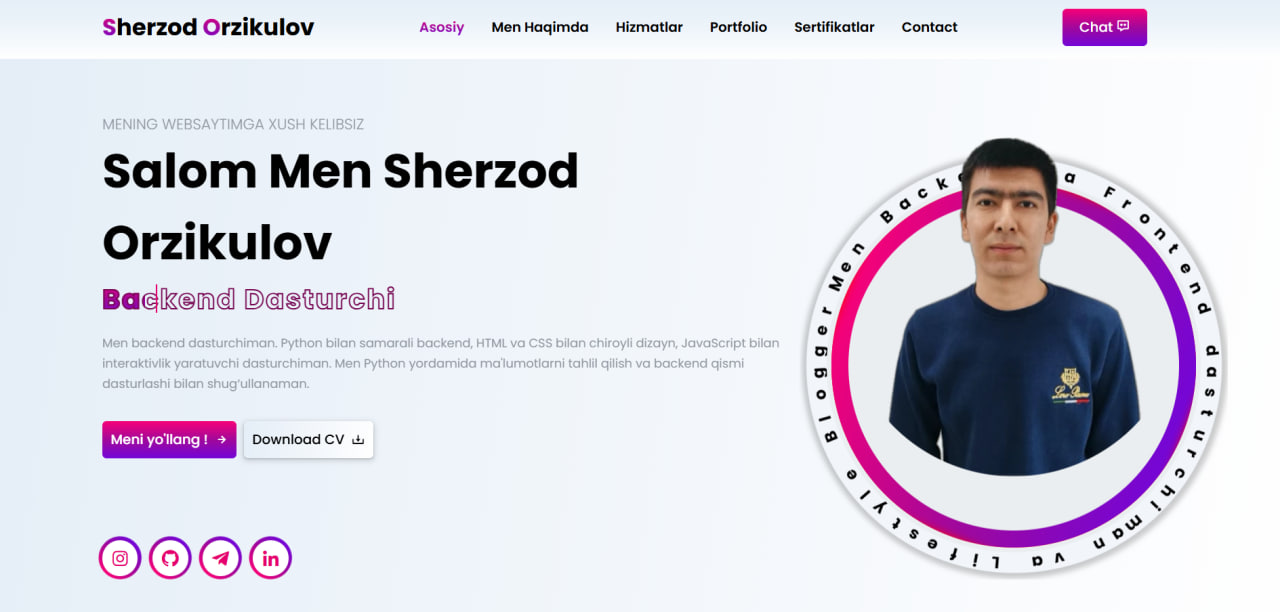 Sherzod Orzikulov
Asosiy
Men Haqimda
Hizmatlar
Portfolio
Sertifikatlar
Contact
Chat
MENING WEBSAYTIMGA XUSH KELIBSIZ
Salom Men Sherzod
Orzikulov
Backend Dasturchi
Men backend dasturchiman. Python bilan samarali backend, HTML va CSS bilan chiroyli dizayn, JavaScript bilan
interaktivlik yaratuvchi dasturchiman. Men Python yordamida ma'lumotlarni tahlil qilish va backend qismi
dasturlashi bilan shug‘ullanaman.
Meni yo'llang !
Download CV
Men Backe a Frontend dasturchiman va Lifestyle Blogger
in